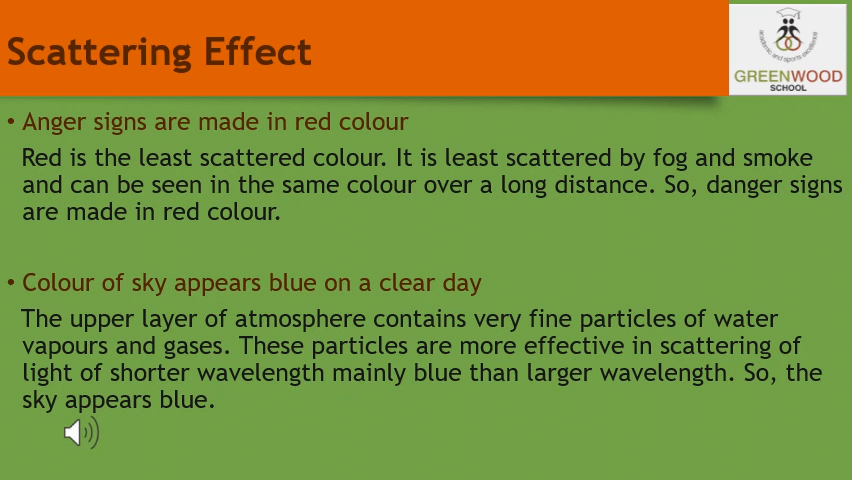 Scattering Effect
academic and sports excellence
GREENWOOD
SCHOOL
• Anger signs are made in red colour
Red is the least scattered colour. It is least scattered by fog and smoke
and can be seen in the same colour over a long distance. So, danger signs
are made in red colour.
• Colour of sky appears blue on a clear day
The upper layer of atmosphere contains very fine particles of water
vapours and gases. These particles are more effective in scattering of
light of shorter wavelength mainly blue than larger wavelength. So, the
sky appears blue.